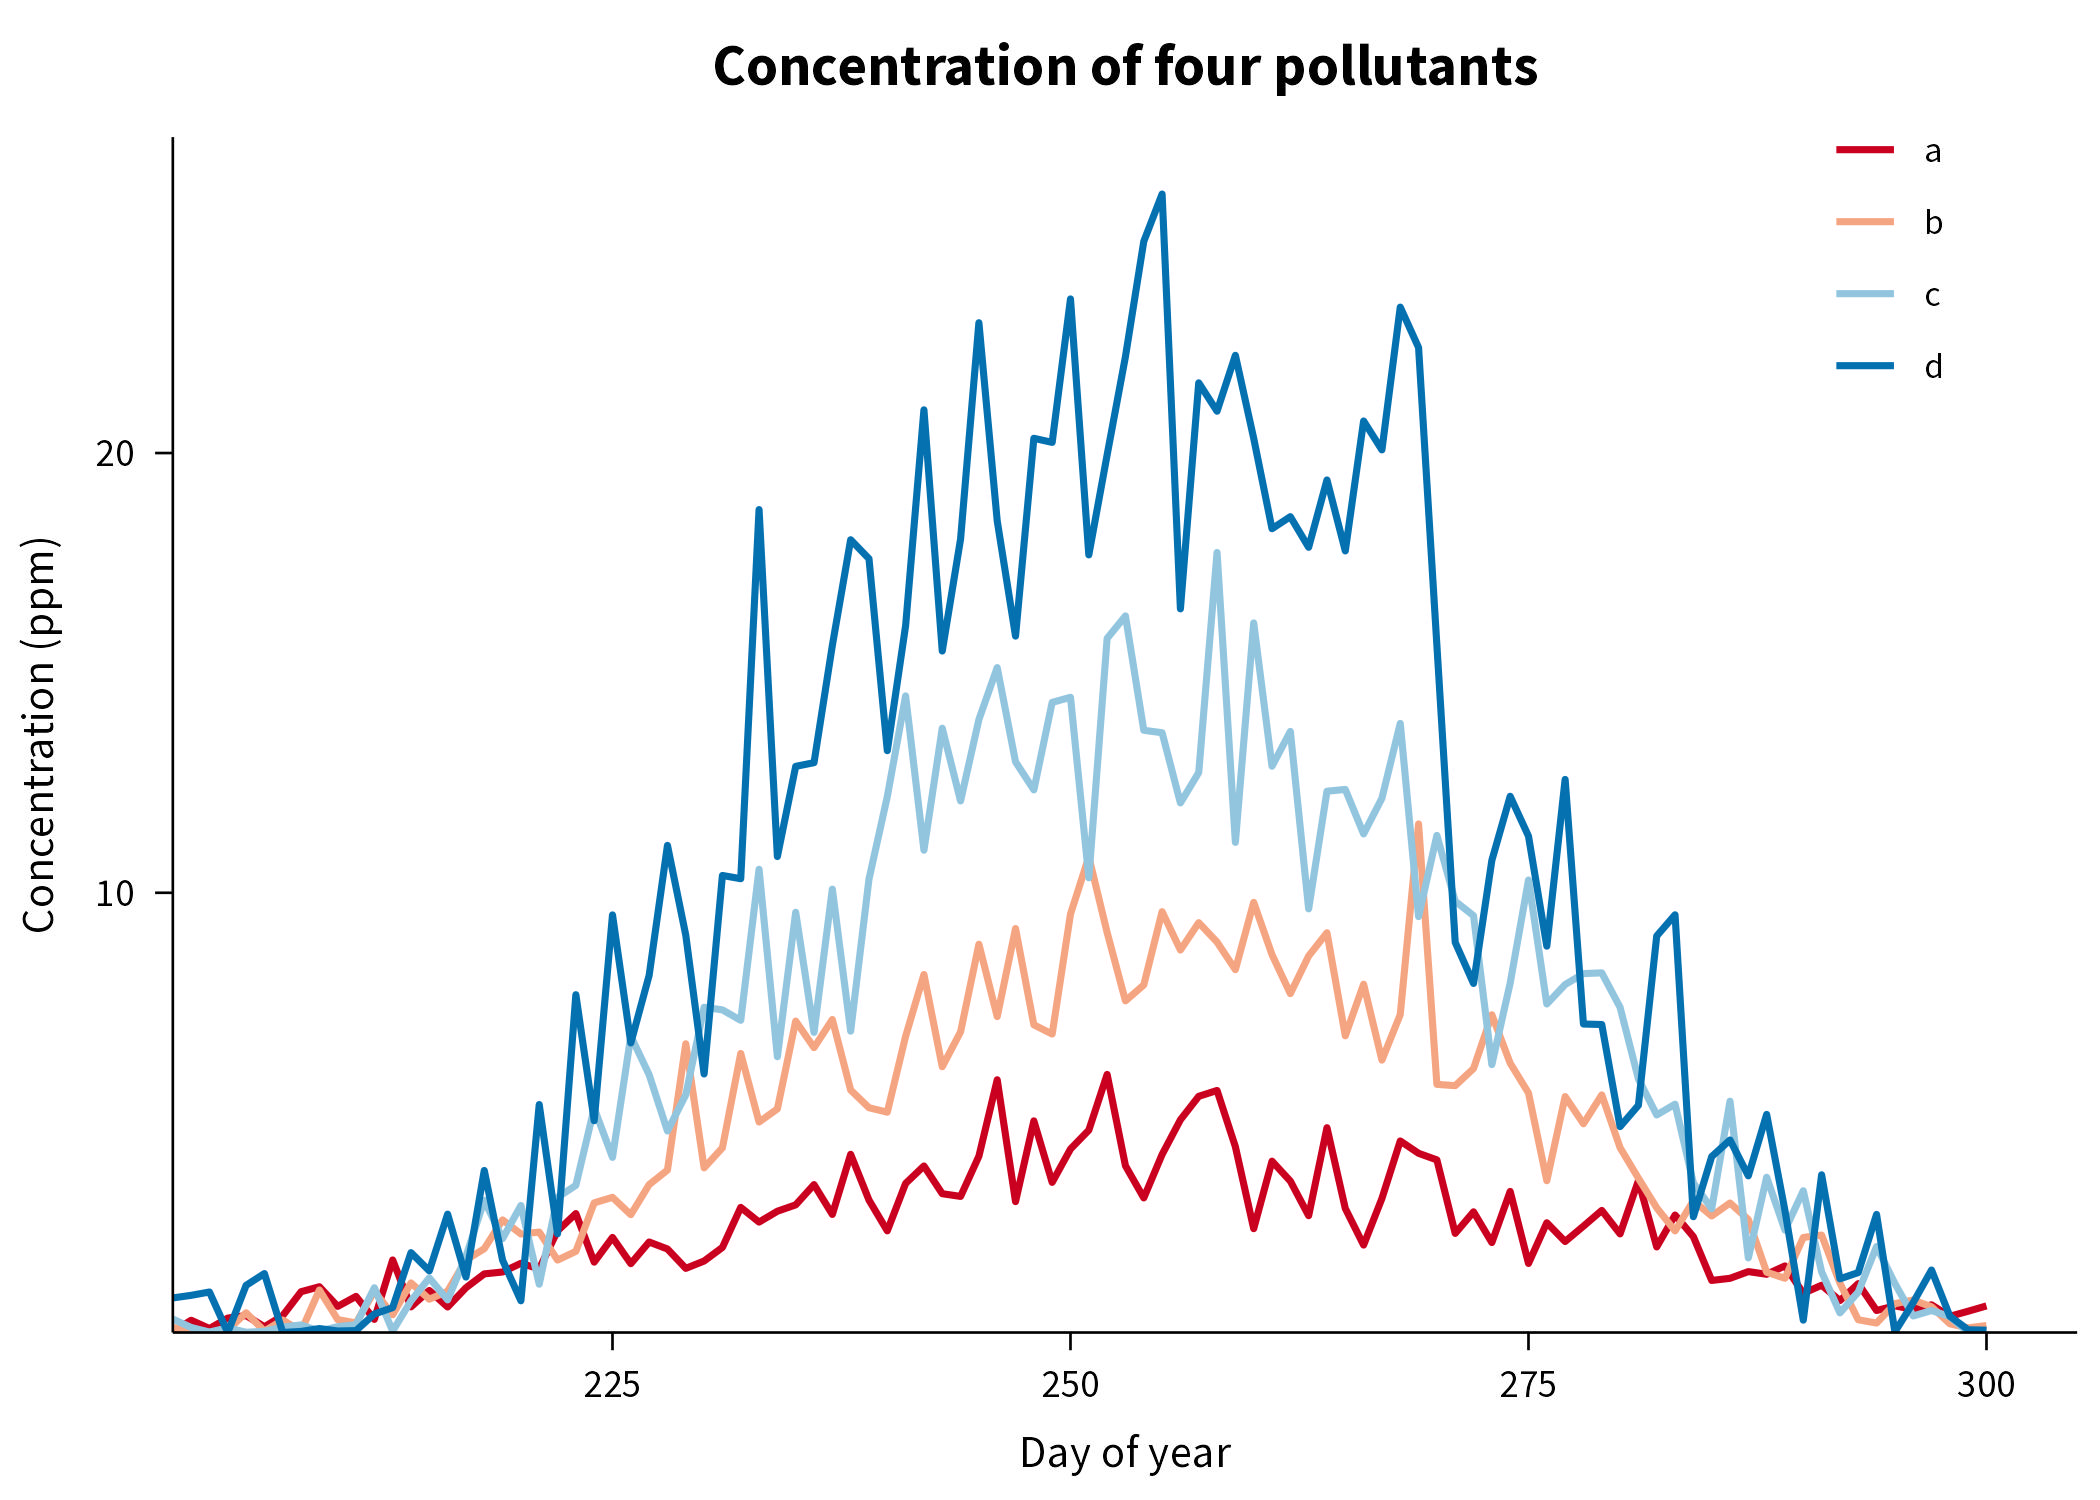 Concentration of four pollutants
a
b
c
d
20
10
Concentration (ppm)
225
250
275
300
Day of year